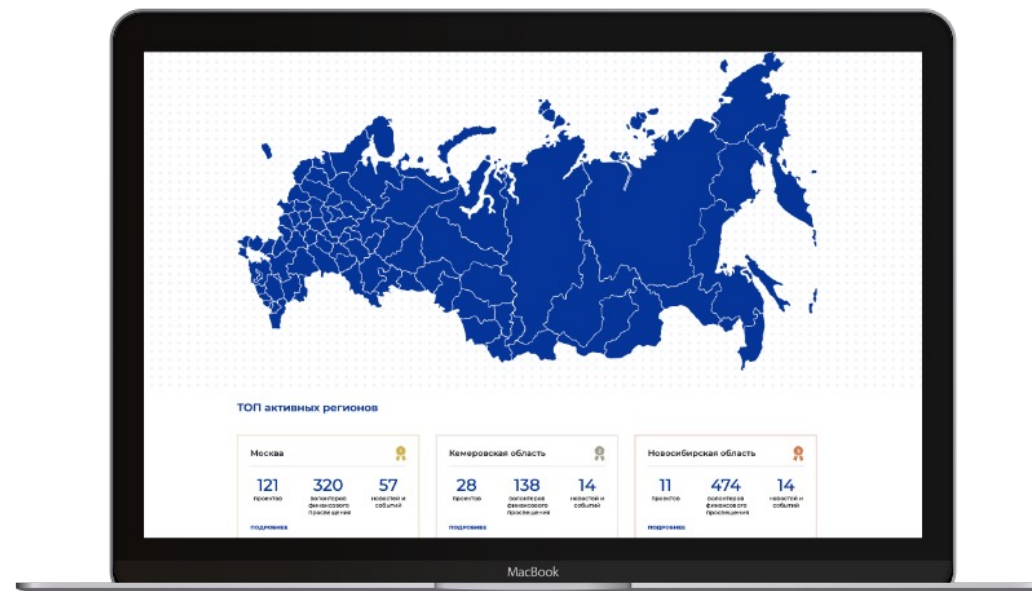 ТОП активных регионов
Москва
121
проектов
320
волонтеров
финансового
просвещения
57
новостей и
событий
ПОДРОБНЕЕ
Кемеровская область
28
проектов
138
волонтеров
финансового
просвещения
14
новостей и
событий
ПОДРОБНЕЕ
Новосибирская область
11
проектов
474
волонтеров
финансового
просвещения
14
новостей и
событий
ПОДРОБНЕЕ
MacBook